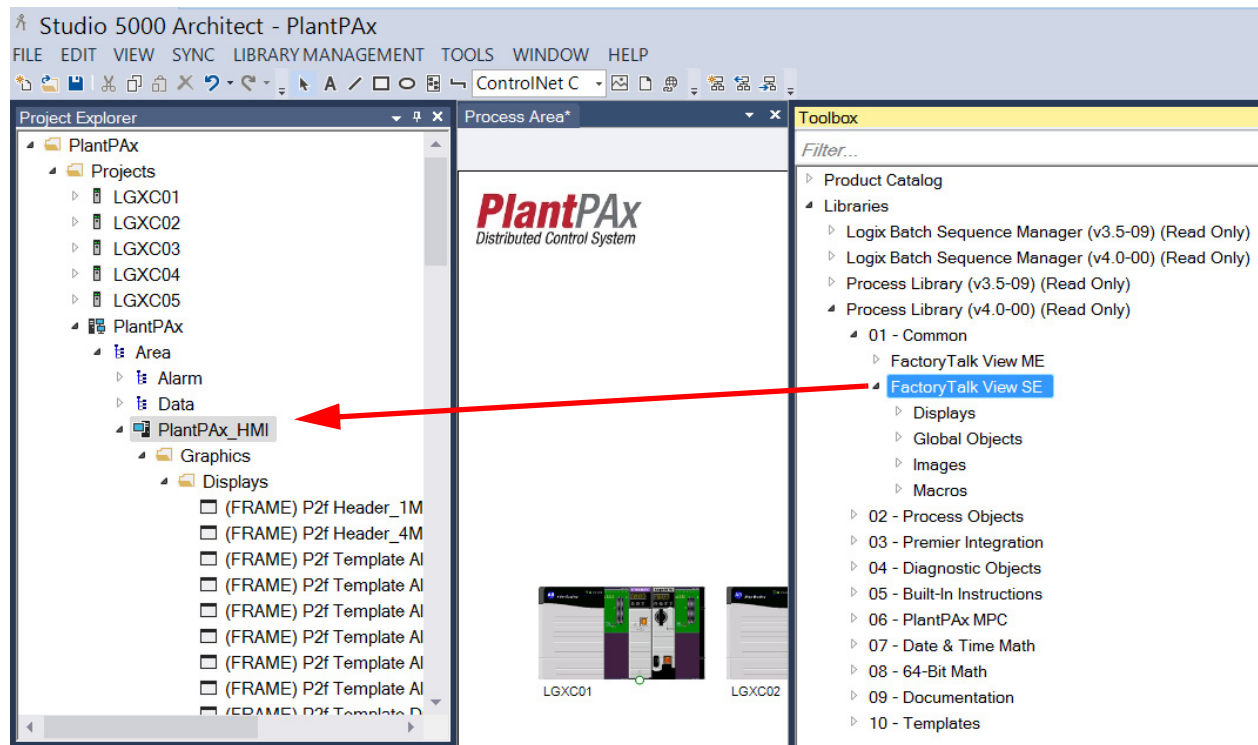 Studio 5000 Architect - PlantPAx
FILE EDIT VIEW SYNC LIBRARY MANAGEMENT TOOLS WINDOW HELP
ControlNet C
Project Explorer
PlantPAx
Projects
LGXC01
LGXC02
LGXC03
LGXC04
LGXC05
PlantPAx
Area
Alarm
Data
PlantPAx_HMI
Graphics
Displays
(FRAME) P2f Header_1M
(FRAME) P2f Header_4M
(FRAME) P2f Template Al
(FRAME) P2f Template Al
(FRAME) P2f Template Al
(FRAME) P2f Template Al
(FRAME) P2f Template Al
(FRAME) P2f Template Al
(FRAME) P2f Template D
Process Area*
PlantPAx
Distributed Control System
LGXC01
LGXC02
Toolbox
Filter...
Product Catalog
Libraries
Logix Batch Sequence Manager (v3.5-09) (Read Only)
Logix Batch Sequence Manager (v4.0-00) (Read Only)
Process Library (v3.5-09) (Read Only)
Process Library (v4.0-00) (Read Only)
01 - Common
FactoryTalk View ME
FactoryTalk View SE
Displays
Global Objects
Images
Macros
02 - Process Objects
03 - Premier Integration
04 - Diagnostic Objects
05 - Built-In Instructions
06 - PlantPAx MPC
07 - Date & Time Math
08 - 64-Bit Math
09 - Documentation
10 - Templates